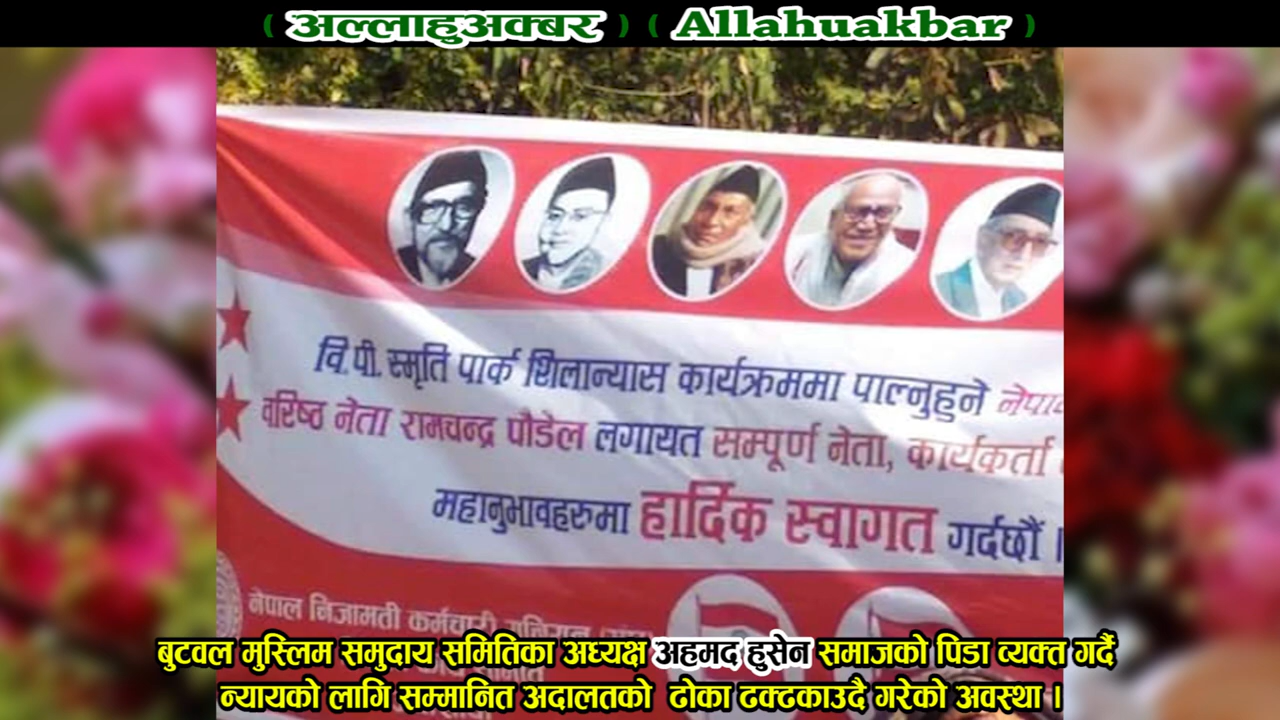 ( अल्लाहुअक्बर ) ( Allahuakbar )
वि.पी. स्मृति पार्क शिलान्यास कार्यक्रममा पाल्नुहुने
वरिष्ठ नेता रामचन्द्र पौडेल लगायत सम्पूर्ण नेता, कार्यकर्ता
महानुभावहरुमा हार्दिक स्वागत गर्दछौं ।
नेपाल निजामती कर्मचारी
बुटवल मुस्लिम समुदाय समितिका अध्यक्ष अहमद हुसेन समाजको पिडा व्यक्त गर्दै
न्यायको लागि सम्मानित अदालतको ढोका ढक्ढकाउदै गरेको अवस्था ।